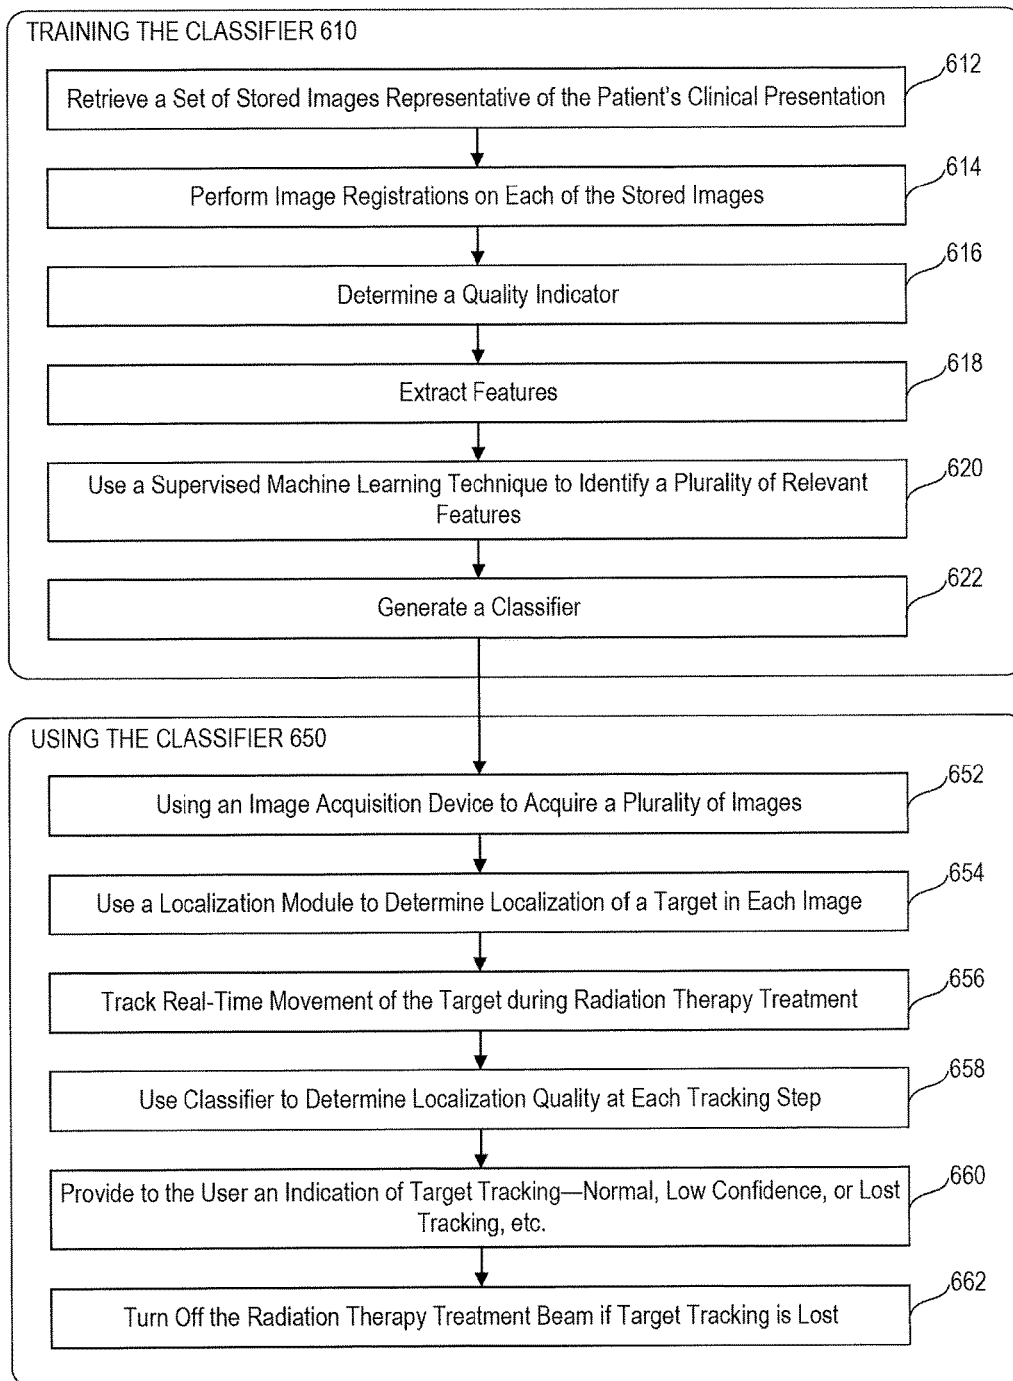 TRAINING THE CLASSIFIER 610
612
Retrieve a Set of Stored Images Representative of the Patient's Clinical Presentation
614
Perform Image Registrations on Each of the Stored Images
616
Determine a Quality Indicator
618
Extract Features
620
Use a Supervised Machine Learning Technique to Identify a Plurality of Relevant
Features
622
Generate a Classifier
USING THE CLASSIFIER 650
652
Using an Image Acquisition Device to Acquire a Plurality of Images
654
Use a Localization Module to Determine Localization of a Target in Each Image
656
Track Real-Time Movement of the Target during Radiation Therapy Treatment
658
Use Classifier to Determine Localization Quality at Each Tracking Step
660
Provide to the User an Indication of Target Tracking—Normal, Low Confidence, or Lost
Tracking, etc.
662
Turn Off the Radiation Therapy Treatment Beam if Target Tracking is Lost